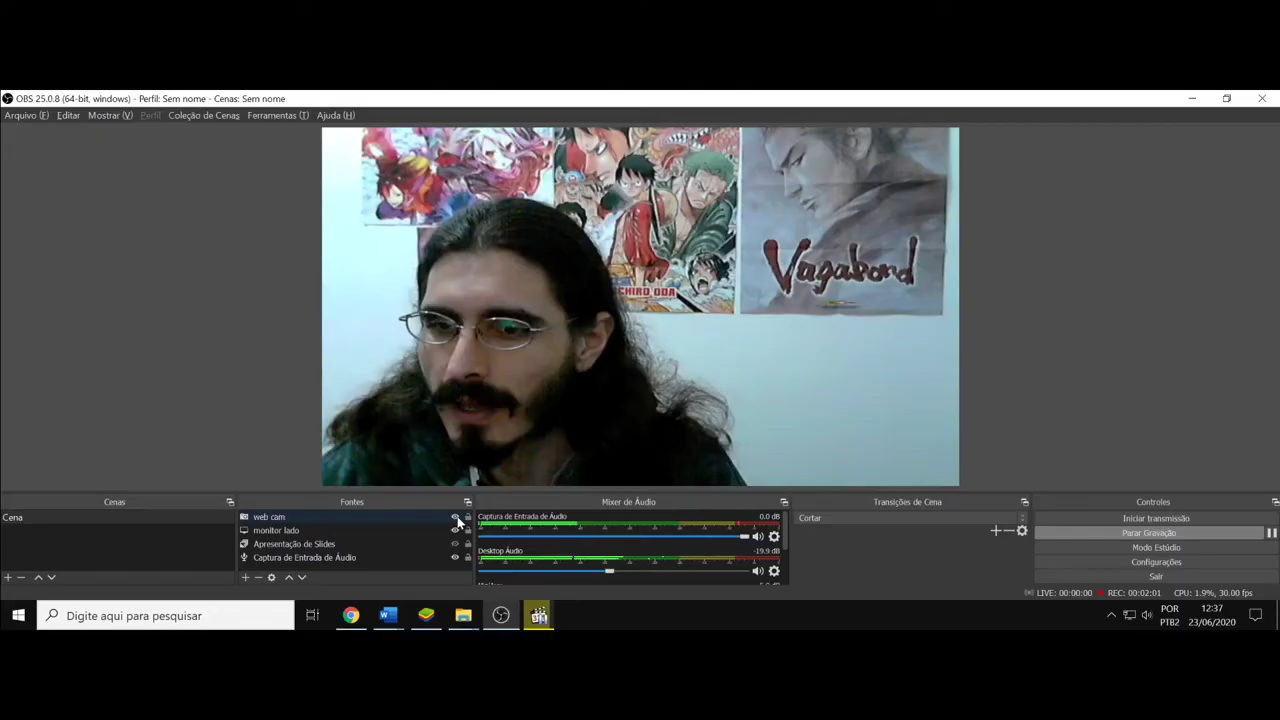 OBS 25.0.8 (64-bit, windows) - Perfil: Sem nome - Cenas: Sem nome
Arquivo (F) Editar Mostrar (V) Perfil Coleção de Cenas Ferramentas (T) Ajuda (H)
Vagabond
CHIRO ODA
Cenas
Fontes
Mixer de Áudio
Transições de Cena
Controles
Cena
web cam
monitor lado
Apresentação de Slides
Captura de Entrada de Áudio
Captura de Entrada de Áudio 0.0 dB
Desktop Áudio -19.9 dB
Cortar
Iniciar transmissão
Parar Gravação
Modo Estúdio
Configurações
Sair
LIVE: 00:00:00 REC: 00:02:01 CPU: 1.9%, 30.00 fps
Digite aqui para pesquisar
POR
PTB2
12:37
23/06/2020